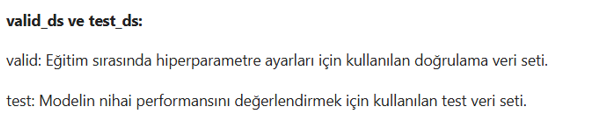 valid_ds ve test_ds:
valid: Eğitim sırasında hiperparametre ayarları için kullanılan doğrulama veri seti.
test: Modelin nihai performansını değerlendirmek için kullanılan test veri seti.